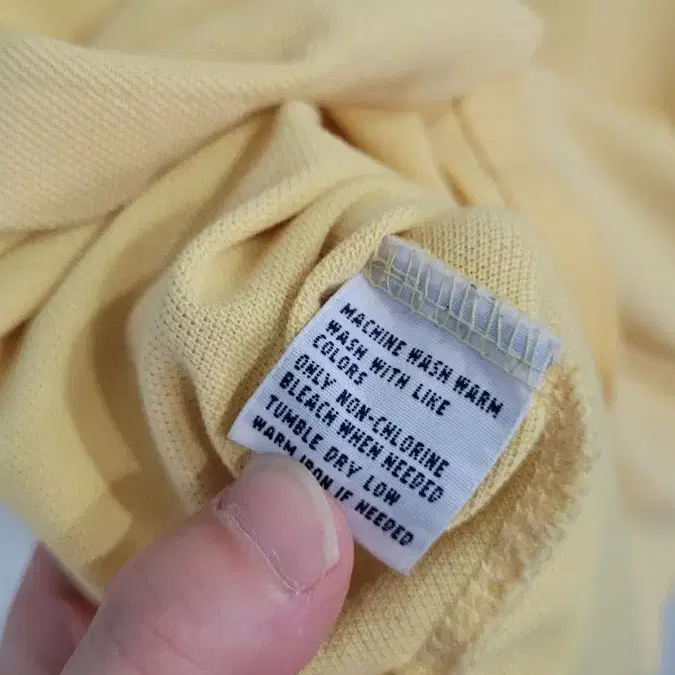 MACHINE WASH WARM
WASH WITH LIKE
COLORS
ONLY NON-CHLORINE
BLEACH WHEN NEEDED
TUMBLE DRY LOW
WARM IRON IF NEEDED